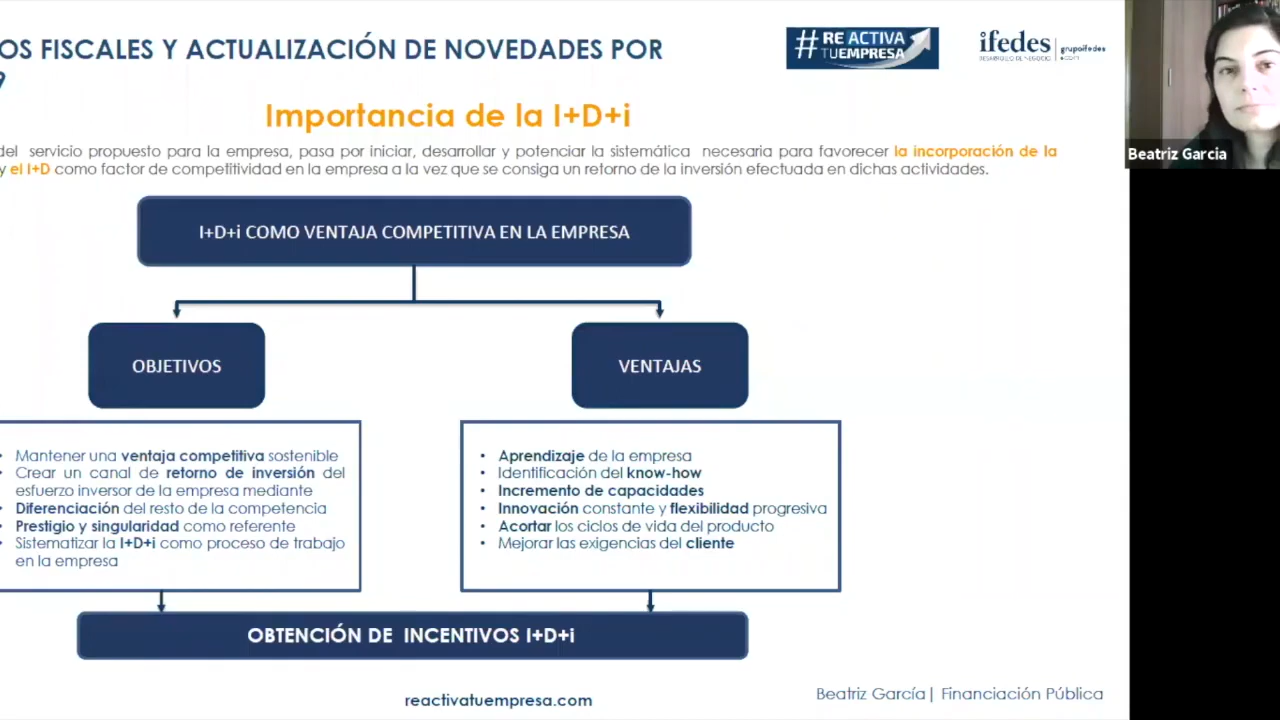 OS FISCALES Y ACTUALIZACIÓN DE NOVEDADES POR
9
#RE ACTIVA
TUEMPRESA
ifedes
DESARROLLO DE NEGOCIO
grupoifedes
.com
Beatriz Garcia
Importancia de la I+D+i
del servicio propuesto para la empresa, pasa por iniciar, desarrollar y potenciar la sistemática necesaria para favorecer la incorporación de la
y el I+D como factor de competitividad en la empresa a la vez que se consiga un retorno de la inversión efectuada en dichas actividades.
I+D+i COMO VENTAJA COMPETITIVA EN LA EMPRESA
OBJETIVOS
VENTAJAS
• Mantener una ventaja competitiva sostenible
• Crear un canal de retorno de inversión del
esfuerzo inversor de la empresa mediante
• Diferenciación del resto de la competencia
• Prestigio y singularidad como referente
• Sistematizar la I+D+i como proceso de trabajo
en la empresa
• Aprendizaje de la empresa
• Identificación del know-how
• Incremento de capacidades
• Innovación constante y flexibilidad progresiva
• Acortar los ciclos de vida del producto
• Mejorar las exigencias del cliente
OBTENCIÓN DE INCENTIVOS I+D+i
reactivatuempresa.com
Beatriz García| Financiación Pública